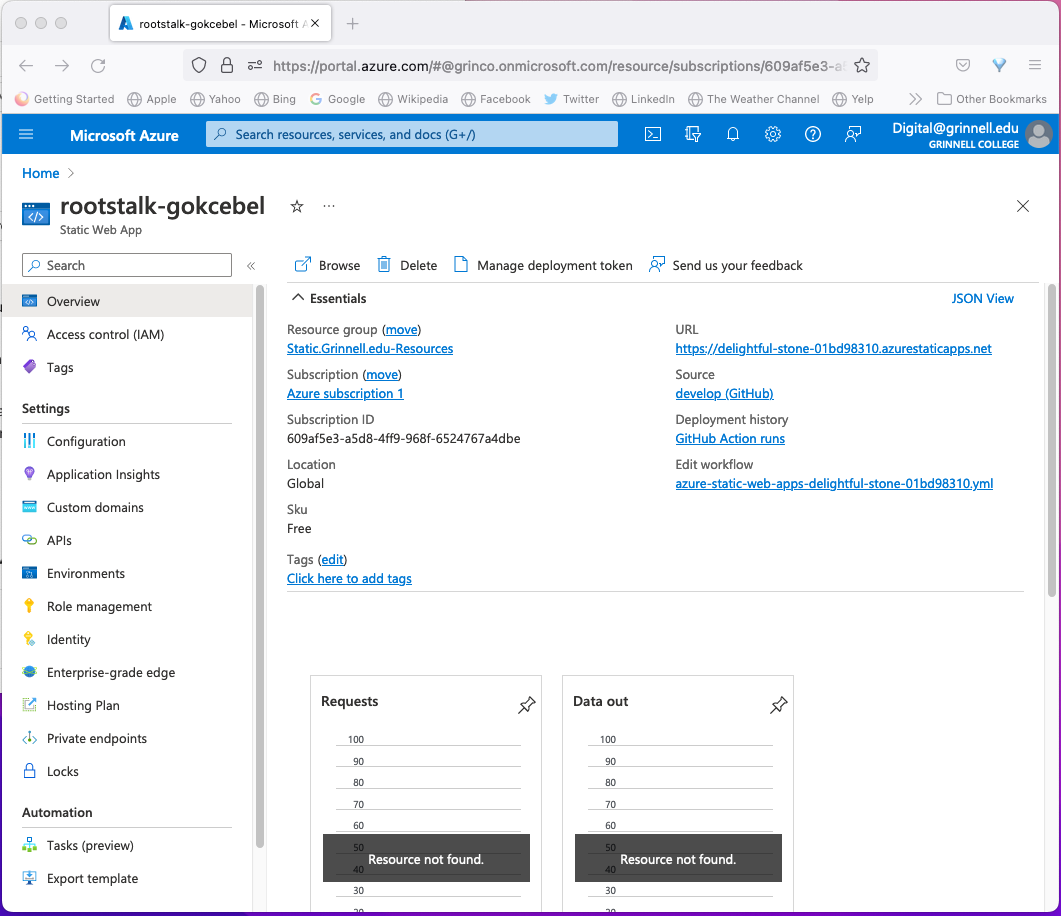 rootstalk-gokcebel - Microsoft A
https://portal.azure.com/#@grinco.onmicrosoft.com/resource/subscriptions/609af5e3-a5
Getting Started Apple Yahoo Bing Google Wikipedia Facebook Twitter LinkedIn The Weather Channel Yelp Other Bookmarks
Microsoft Azure
Search resources, services, and docs (G+/)
Digital@grinnell.edu
GRINNELL COLLEGE
Home
rootstalk-gokcebel
Static Web App
Search
Overview
Access control (IAM)
Tags
Settings
Configuration
Application Insights
Custom domains
APIs
Environments
Role management
Identity
Enterprise-grade edge
Hosting Plan
Private endpoints
Locks
Automation
Tasks (preview)
Export template
Browse Delete Manage deployment token Send us your feedback
Essentials
JSON View
Resource group (move)
Static.Grinnell.edu-Resources
Subscription (move)
Azure subscription 1
Subscription ID
609af5e3-a5d8-4ff9-968f-6524767a4dbe
Location
Global
Sku
Free
Tags (edit)
Click here to add tags
URL
https://delightful-stone-01bd98310.azurestaticapps.net
Source
develop (GitHub)
Deployment history
GitHub Action runs
Edit workflow
azure-static-web-apps-delightful-stone-01bd98310.yml
Requests
100
90
80
70
60
50
Resource not found.
40
30
20
Data out
100
90
80
70
60
50
Resource not found.
40
30
20